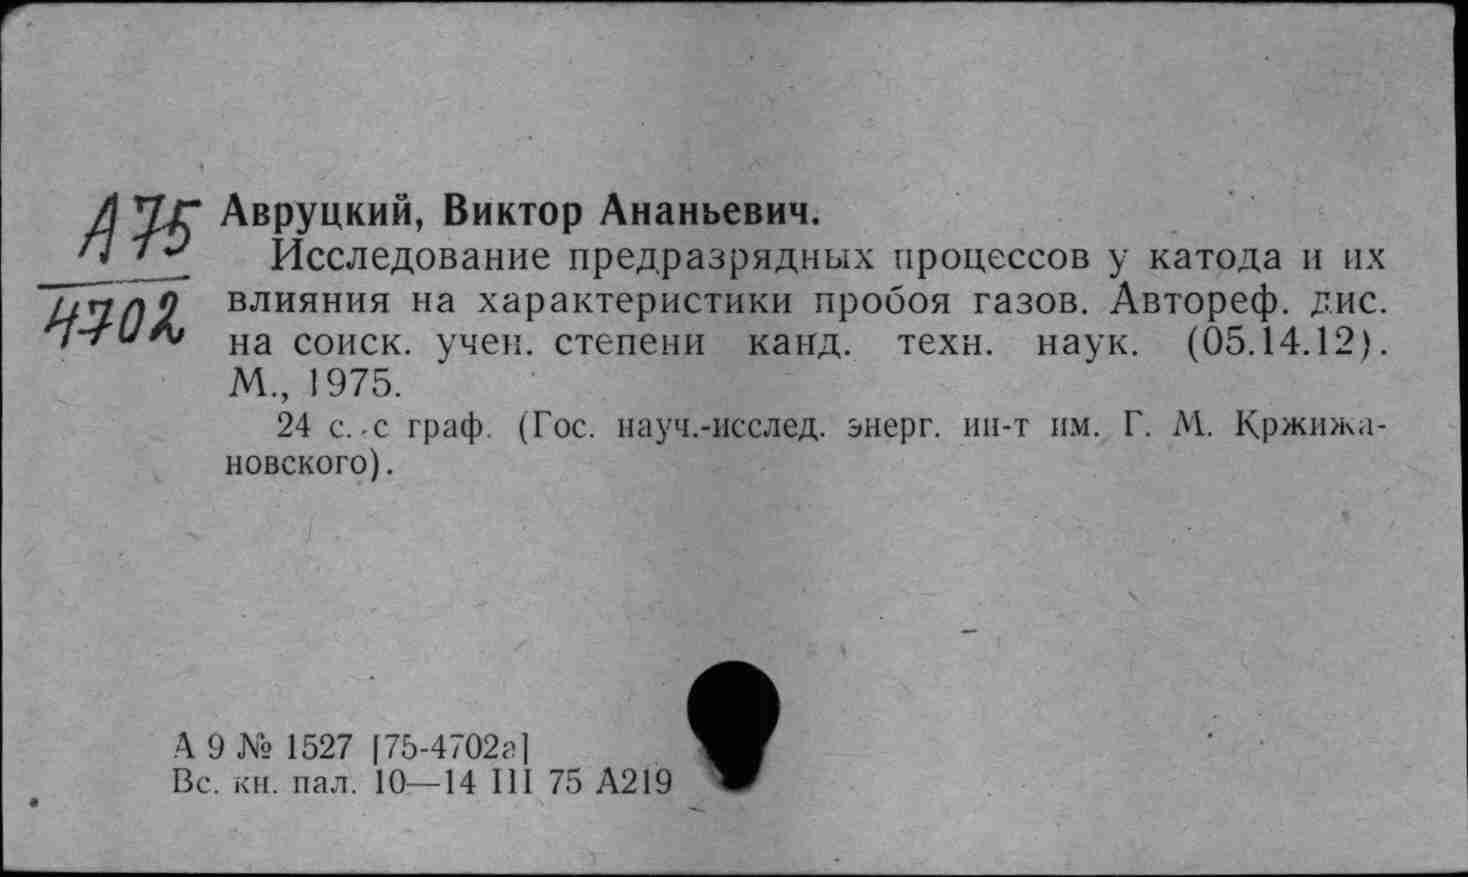 А75
4702
Авруцкий, Виктор Ананьевич.
Исследование предразрядных процессов у катода и их
влияния на характеристики пробоя газов. Автореф. дис.
на соиск. учен. степени канд. техн. наук. (05.14.12).
М., 1975.
24 с. с граф. (Гос. науч.-исслед. энерг. ин-т им. Г. М. Кржижа-
новского).
А 9 № 1527 [75-4702а]
Вс. кн. пал. 10—14 III 75 А219